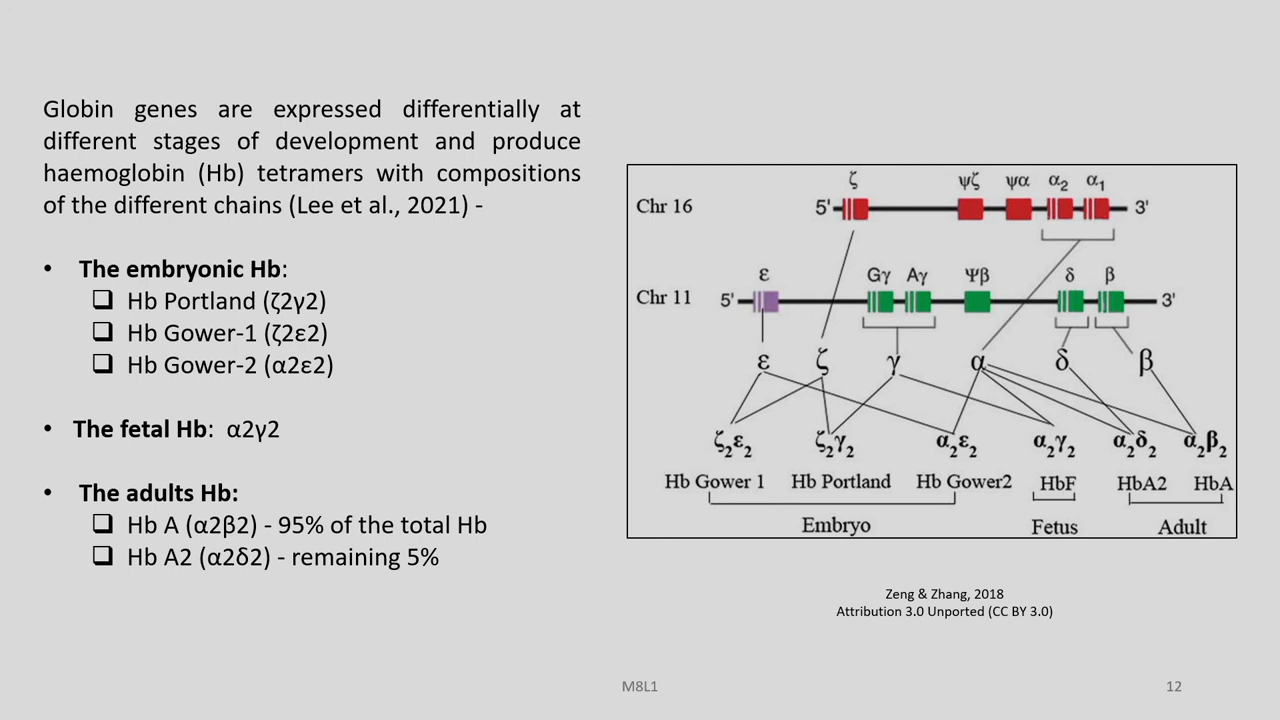 Globin genes are expressed differentially at
different stages of development and produce
haemoglobin (Hb) tetramers with compositions
of the different chains (Lee et al., 2021) -
• The embryonic Hb:
❑ Hb Portland (ζ2γ2)
❑ Hb Gower-1 (ζ2ε2)
❑ Hb Gower-2 (α2ε2)
• The fetal Hb: α2γ2
• The adults Hb:
❑ Hb A (α2β2) - 95% of the total Hb
❑ Hb A2 (α2δ2) - remaining 5%
ζ ψζ ψα α₂ α₁
Chr 16 5' 3'
ε Gγ Aγ Ψβ δ β
Chr 11 5' 3'
ε ζ γ α δ β
ζ₂ε₂ ζ₂γ₂ α₂ε₂ α₂γ₂ α₂δ₂ α₂β₂
Hb Gower 1 Hb Portland Hb Gower2 HbF HbA2 HbA
Embryo Fetus Adult
Zeng & Zhang, 2018
Attribution 3.0 Unported (CC BY 3.0)
M8L1 12